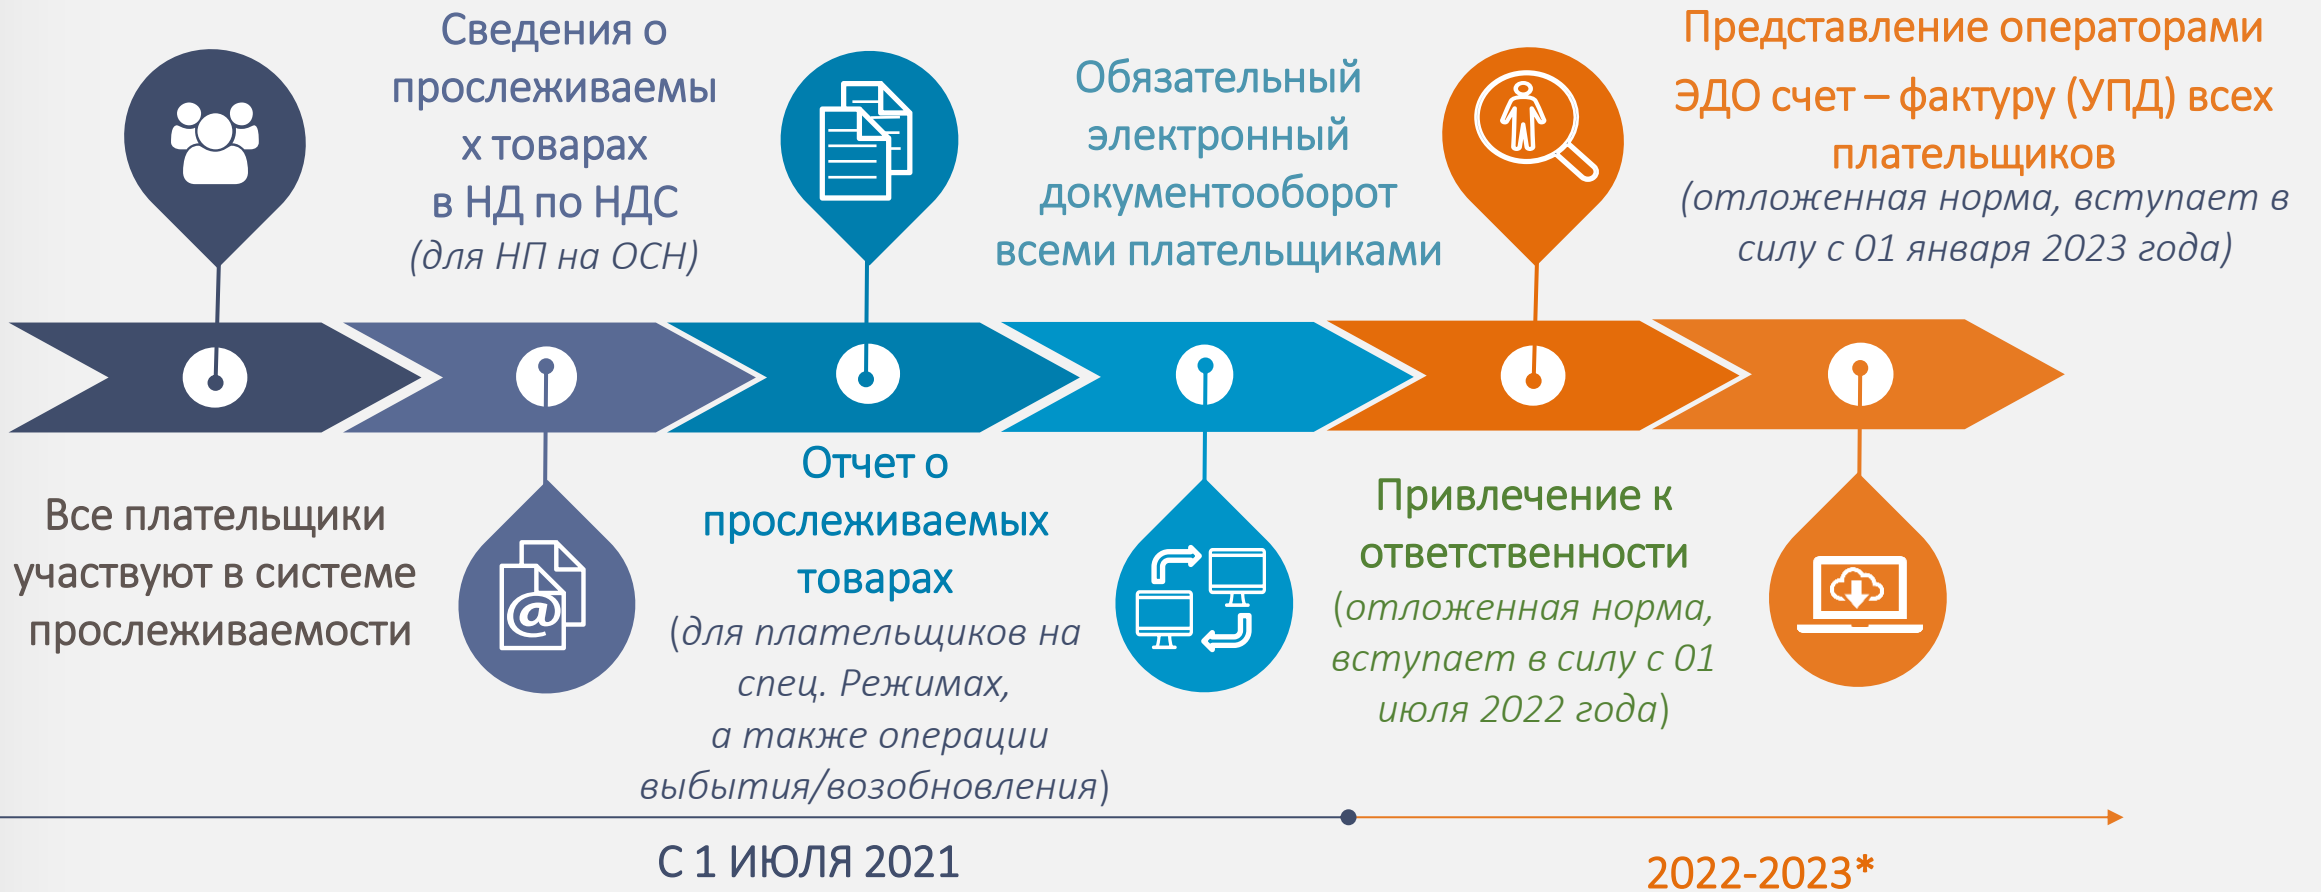 Все плательщики
участвуют в системе
прослеживаемости
Сведения о
прослеживаемы
х товарах
в НД по НДС
(для НП на ОСН)
Отчет о
прослеживаемых
товарах
(для плательщиков на
спец. Режимах,
а также операции
выбытия/возобновления)
Обязательный
электронный
документооборот
всеми плательщиками
Привлечение к
ответственности
(отложенная норма,
вступает в силу с 01
июля 2022 года)
Представление операторами
ЭДО счет – фактуру (УПД) всех
плательщиков
(отложенная норма, вступает в
силу с 01 января 2023 года)
@
С 1 ИЮЛЯ 2021
2022-2023*